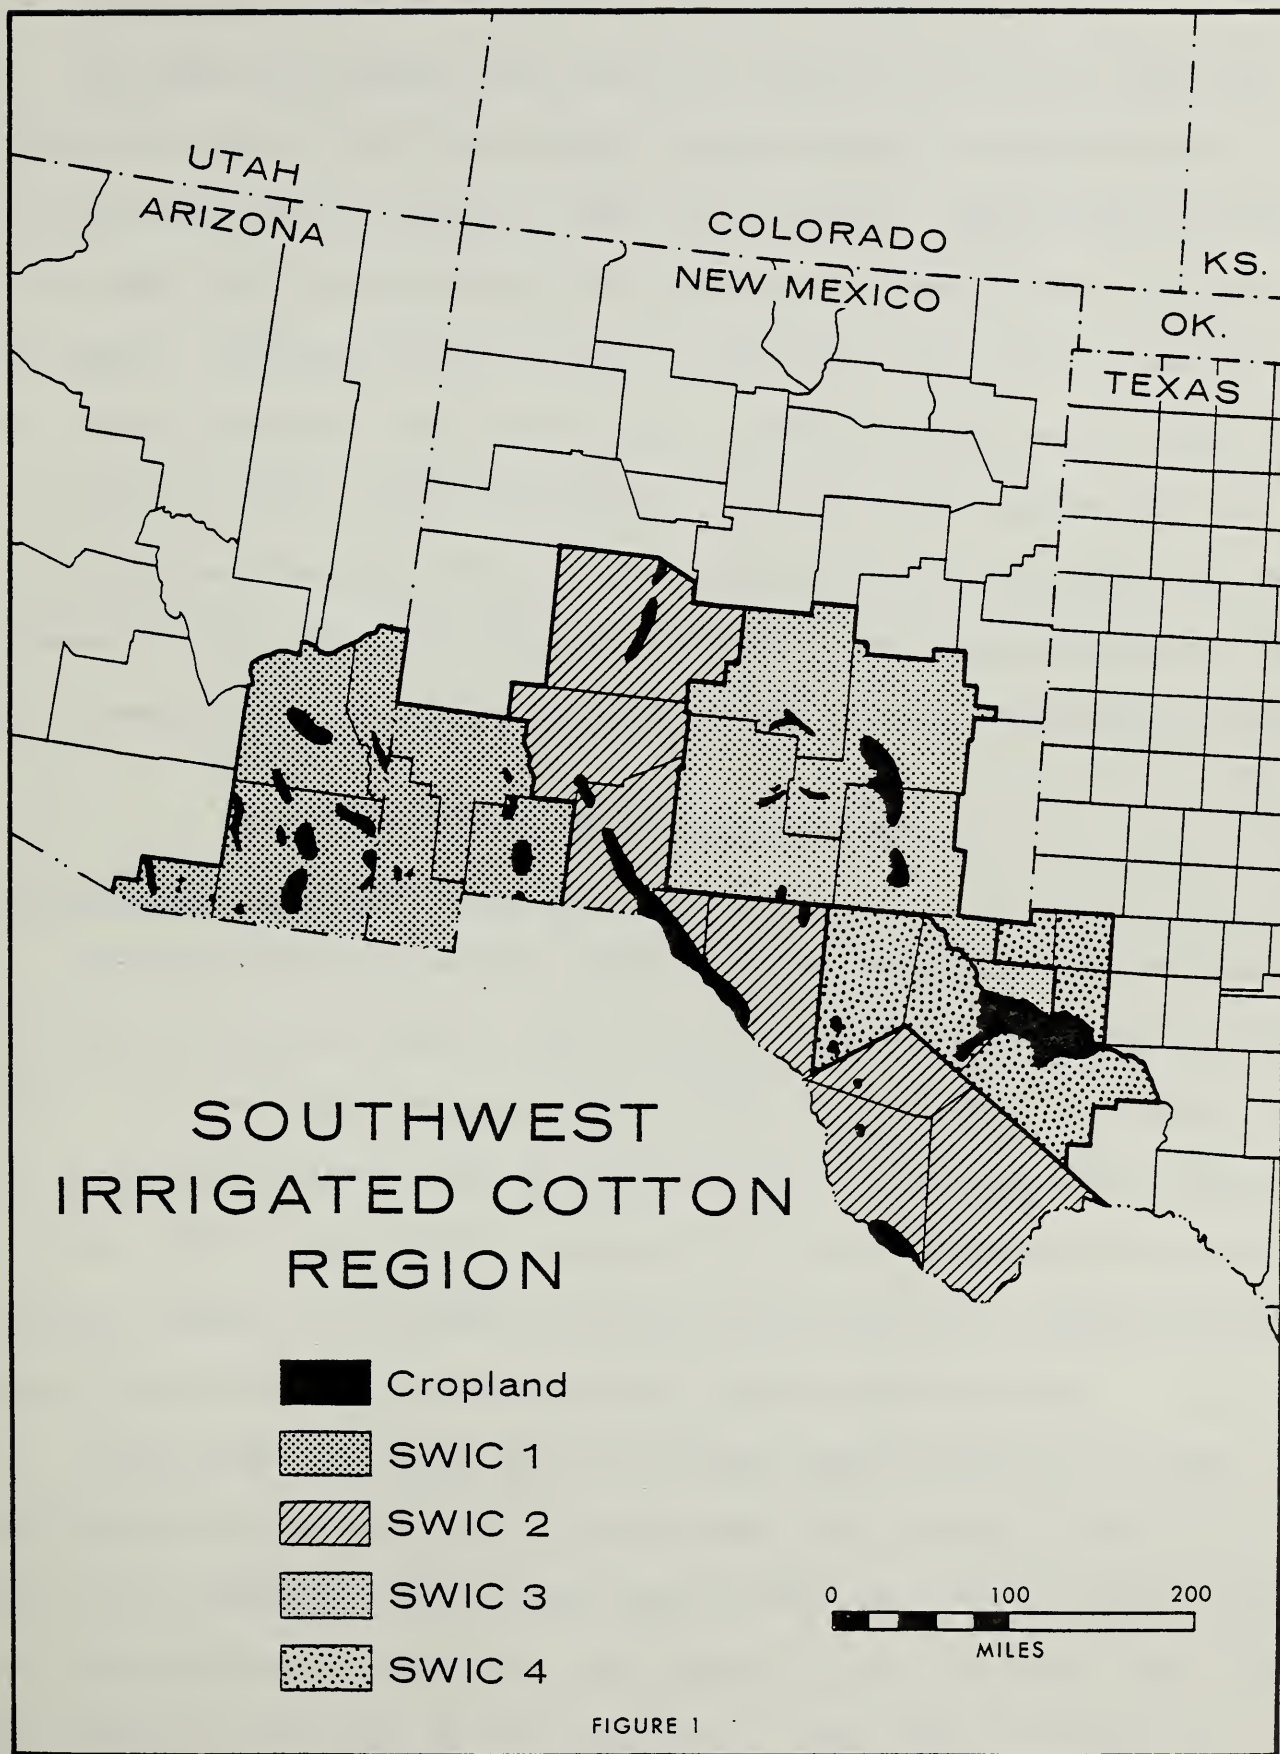 UTAH
ARIZONA
COLORADO
NEW MEXICO
KS.
OK.
TEXAS
SOUTHWEST
IRRIGATED COTTON
REGION
Cropland
SWIC 1
SWIC 2
SWIC 3
SWIC 4
0 100 200
MILES
FIGURE 1